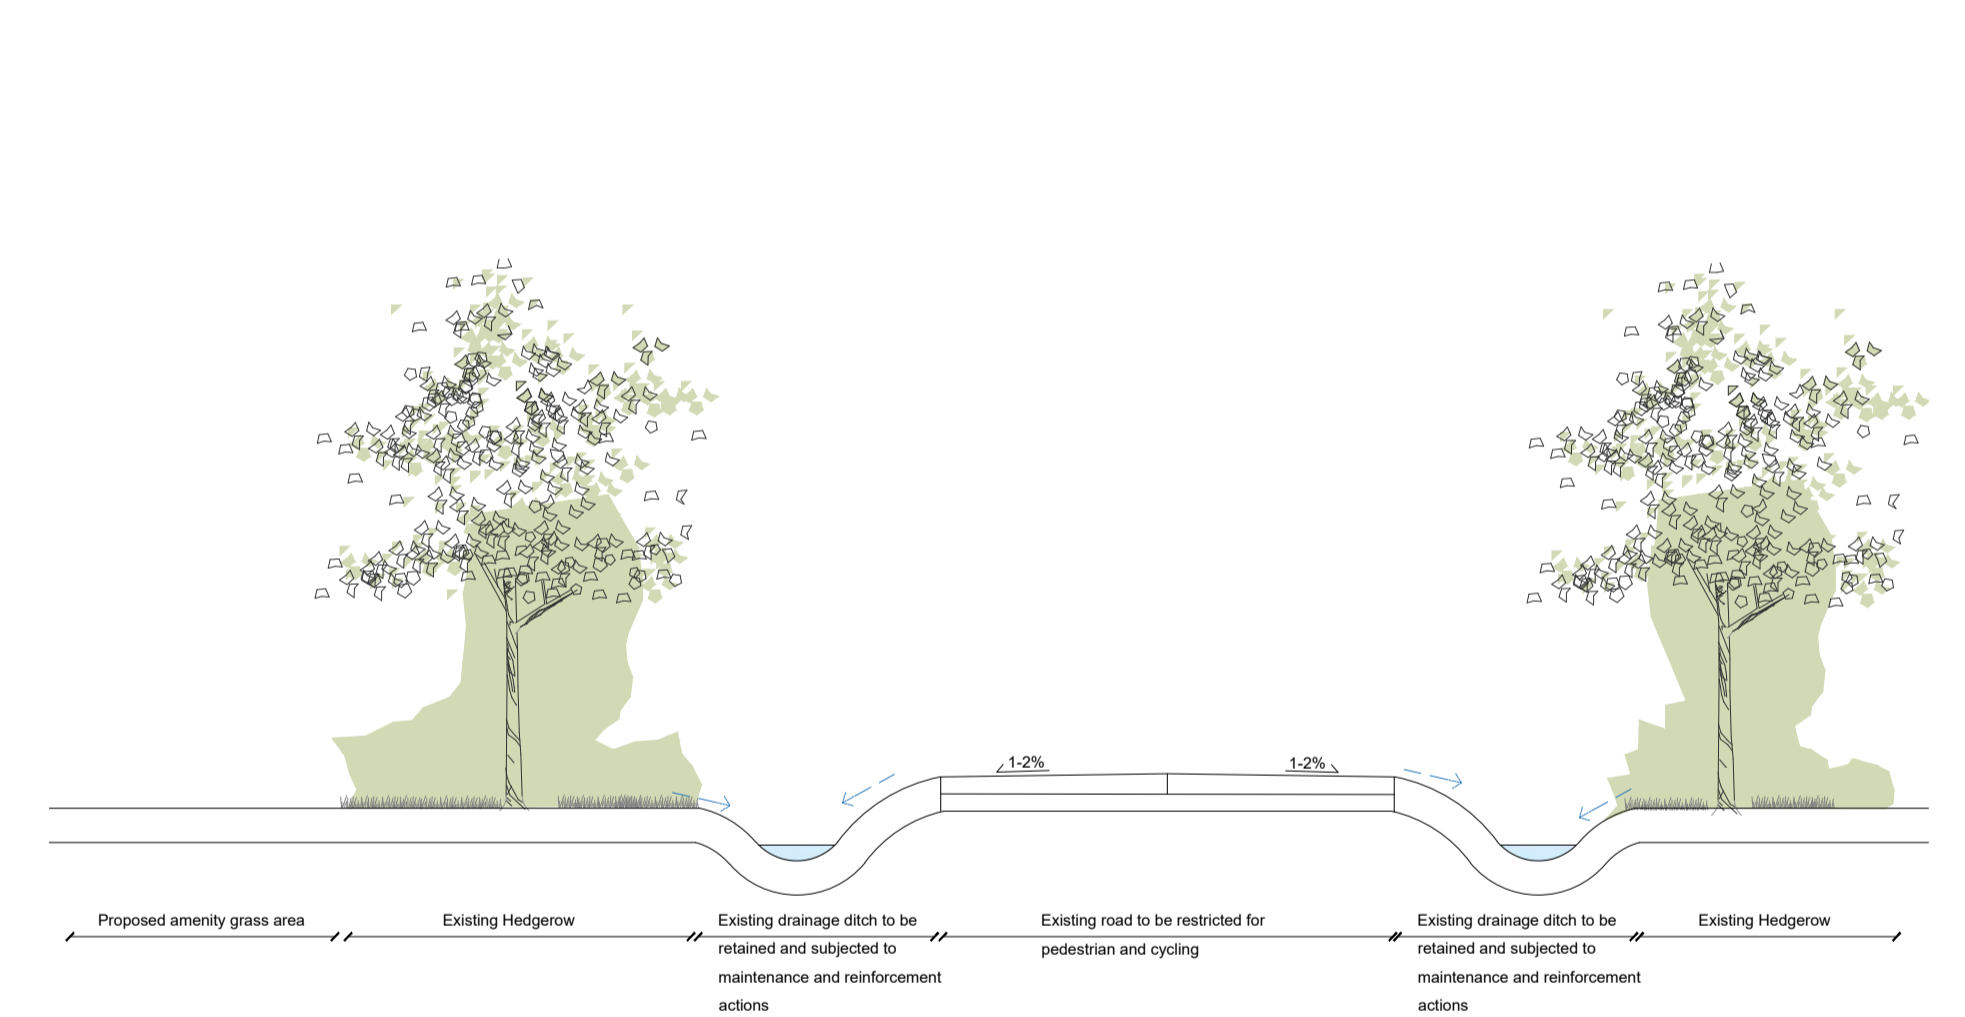 1-2%
1-2%
Proposed amenity grass area
Existing Hedgerow
Existing drainage ditch to be
retained and subjected to
maintenance and reinforcement
actions
Existing road to be restricted for
pedestrian and cycling
Existing drainage ditch to be
retained and subjected to
maintenance and reinforcement
actions
Existing Hedgerow